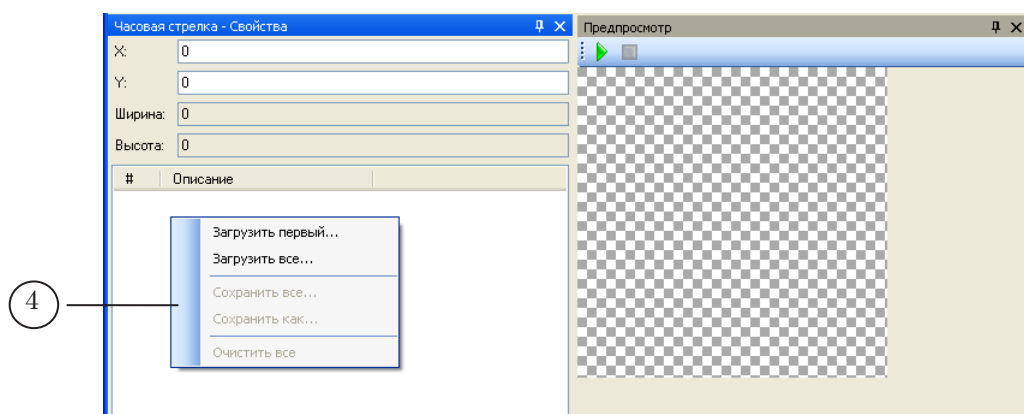 Часовая стрелка - Свойства
X: 0
Y: 0
Ширина: 0
Высота: 0
# Описание
Загрузить первый...
Загрузить все...
Сохранить все...
Сохранить как...
Очистить все
4
Предпросмотр